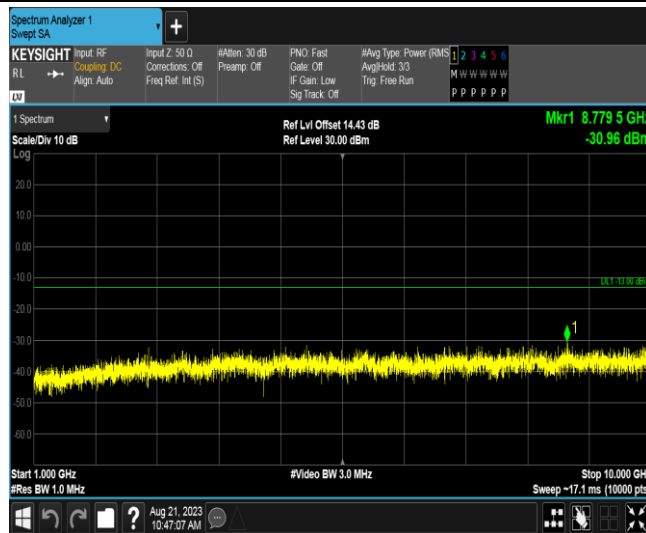 Spectrum Analyzer 1
Swept SA
+
KEYSIGHT
RL
LXI
Input: RF
Coupling: DC
Align: Auto
Input Z: 50 Ω
Corrections: Off
Freq Ref: Int (S)
#Atten: 30 dB
Preamp: Off
PNO: Fast
Gate: Off
IF Gain: Low
Sig Track: Off
#Avg Type: Power (RMS
Avg|Hold: 3/3
Trig: Free Run
1 2 3 4 5 6
M W W W W W
P P P P P P
1 Spectrum
Scale/Div 10 dB
Log
Ref Lvl Offset 14.43 dB
Ref Level 30.00 dBm
Mkr1 8.779 5 GHz
-30.96 dBm
20.0
10.0
0.00
-10.0
DL1 -13.00 dBm
-20.0
-30.0
1
-40.0
-50.0
-60.0
Start 1.000 GHz
#Res BW 1.0 MHz
#Video BW 3.0 MHz
Stop 10.000 GHz
Sweep ~17.1 ms (10000 pts
?
Aug 21, 2023
10:47:07 AM